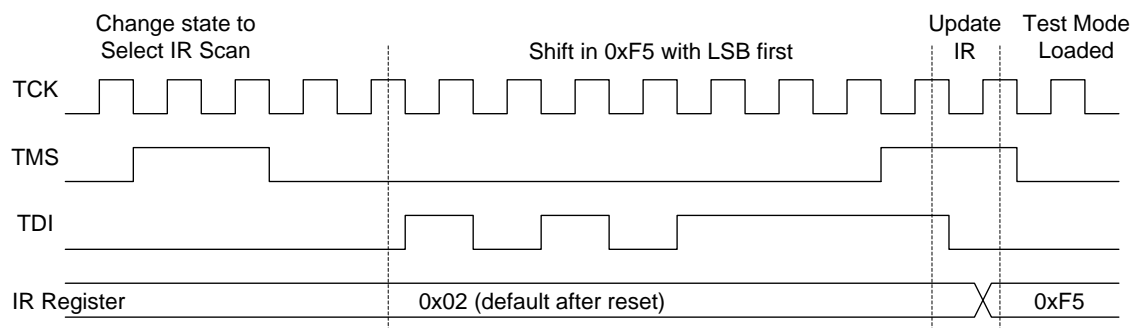 Change state to
Select IR Scan
Shift in 0xF5 with LSB first
Update
IR
Test Mode
Loaded
TCK
TMS
TDI
IR Register
0x02 (default after reset)
0xF5